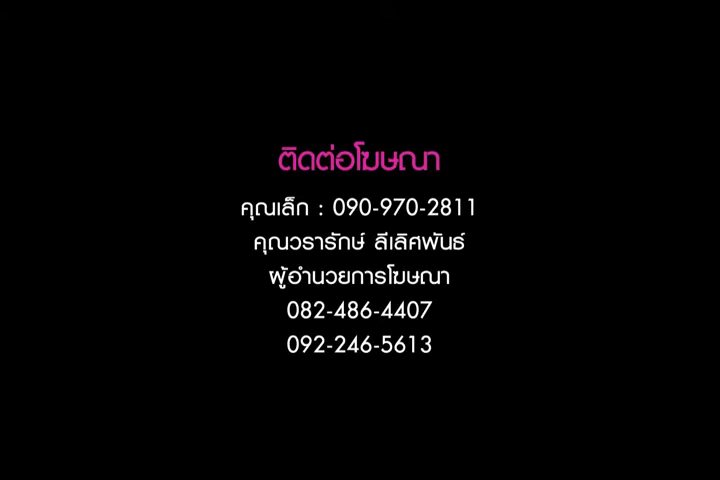 ติดต่อโฆษณา
คุณเล็ก : 090-970-2811
คุณวรารักษ์ ลีเลิศพันธ์
ผู้อำนวยการโฆษณา
082-486-4407
092-246-5613